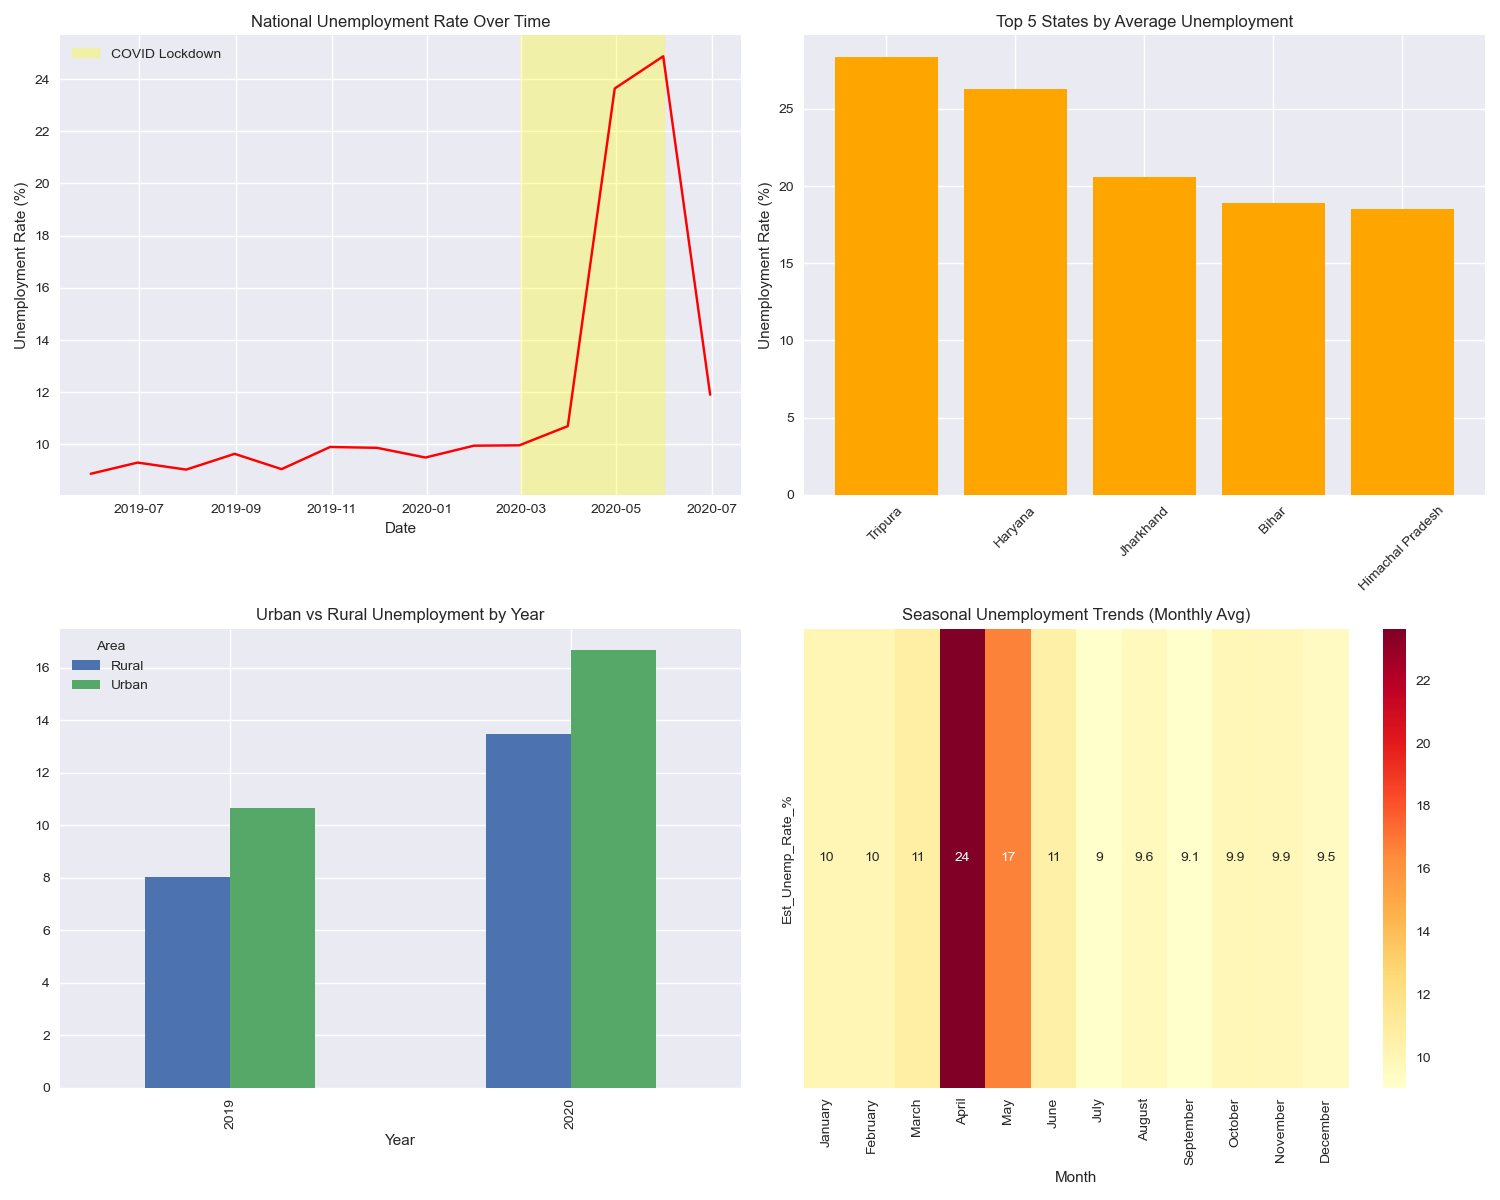 National Unemployment Rate Over Time
COVID Lockdown
24
22
20
18
16
14
12
10
Unemployment Rate (%)
2019-07 2019-09 2019-11 2020-01 2020-03 2020-05 2020-07
Date
Top 5 States by Average Unemployment
25
20
15
10
5
0
Unemployment Rate (%)
Tripura Haryana Jharkhand Bihar Himachal Pradesh
Urban vs Rural Unemployment by Year
Area
Rural
Urban
16
14
12
10
8
6
4
2
0
2019 2020
Year
Seasonal Unemployment Trends (Monthly Avg)
Est_Unemp_Rate_%
10 10 11 24 17 11 9 9.6 9.1 9.9 9.9 9.5
January February March April May June July August September October November December
Month
22
20
18
16
14
12
10